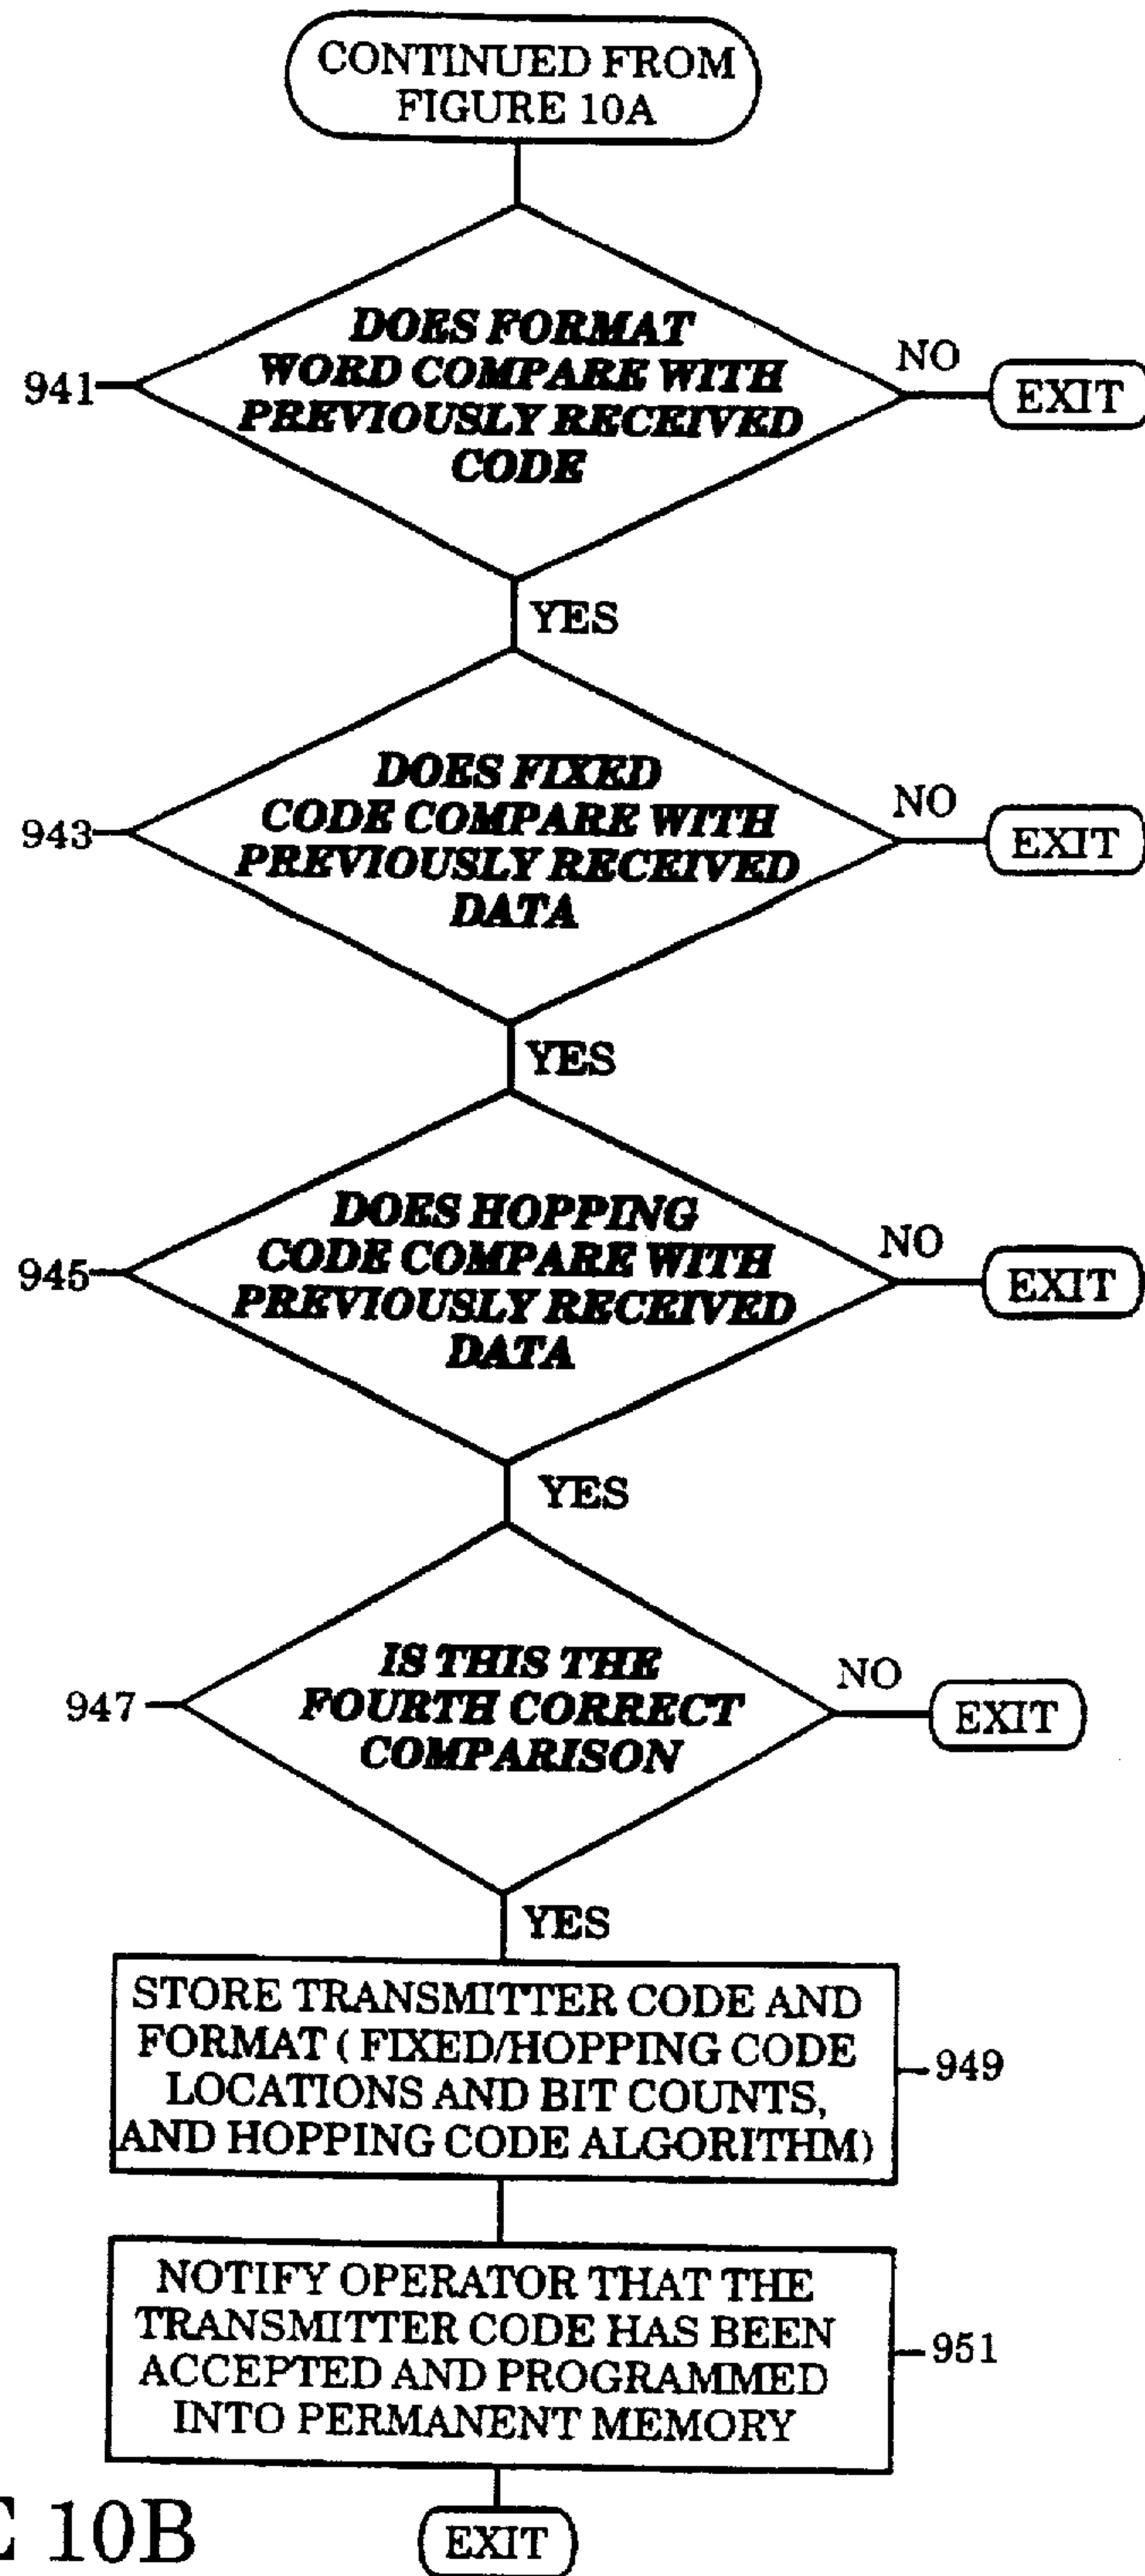 CONTINUED FROM
FIGURE 10A
DOES FORMAT
WORD COMPARE WITH
PREVIOUSLY RECEIVED
CODE
941
NO
EXIT
YES
DOES FIXED
CODE COMPARE WITH
PREVIOUSLY RECEIVED
DATA
943
NO
EXIT
YES
DOES HOPPING
CODE COMPARE WITH
PREVIOUSLY RECEIVED
DATA
945
NO
EXIT
YES
IS THIS THE
FOURTH CORRECT
COMPARISON
947
NO
EXIT
YES
STORE TRANSMITTER CODE AND
FORMAT ( FIXED/HOPPING CODE
LOCATIONS AND BIT COUNTS,
AND HOPPING CODE ALGORITHM)
949
NOTIFY OPERATOR THAT THE
TRANSMITTER CODE HAS BEEN
ACCEPTED AND PROGRAMMED
INTO PERMANENT MEMORY
951
EXIT
E 10B